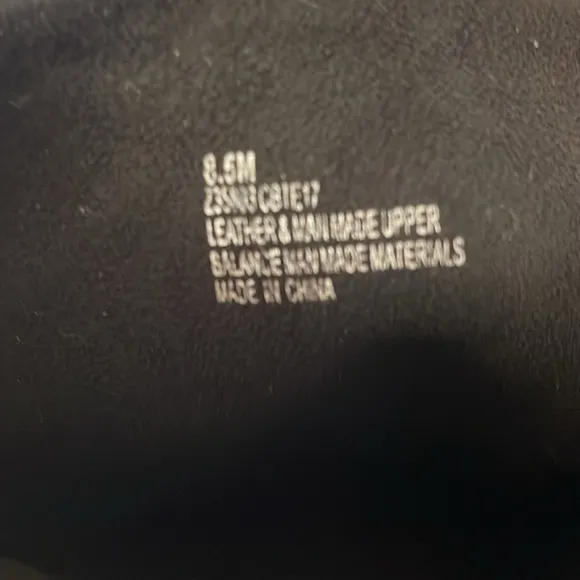 8.5M
LEATHER & MAN MADE UPPER
BALANCE MAN MADE MATERIALS
MADE IN CHINA